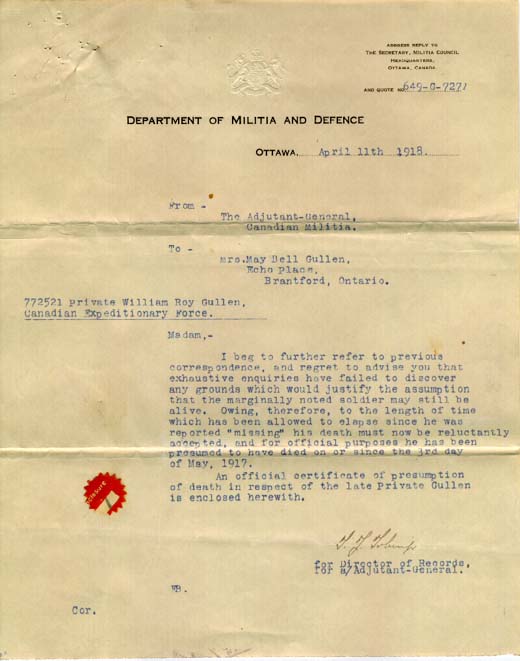 ADDRESS REPLY TO
THE SECRETARY, MILITIA COUNCIL
HEADQUARTERS,
OTTAWA, CANADA.
AND QUOTE NO. 649-G-7271
DEPARTMENT OF MILITIA AND DEFENCE
OTTAWA, April 11th 1918.
From -
The Adjutant-General,
Canadian Militia.
To -
Mrs.May Bell Gullen,
Echo Place,
Brantford, Ontario.
772521 Private William Roy Gullen,
Canadian Expeditionary Force.
Madam,-
I beg to further refer to previous
correspondence, and regret to advise you that
exhaustive enquiries have failed to discover
any grounds which would justify the assumption
that the marginally noted soldier may still be
alive. Owing, therefore, to the length of time
which has been allowed to elapse since he was
reported "missing" his death must now be reluctantly
accepted, and for official purposes he has been
presumed to have died on or since the 3rd day
of May, 1917.
An official certificate of presumption
of death in respect of the late Private Gullen
is enclosed herewith.
for Director of Records,
for a/Adjutant-General.
Cor.